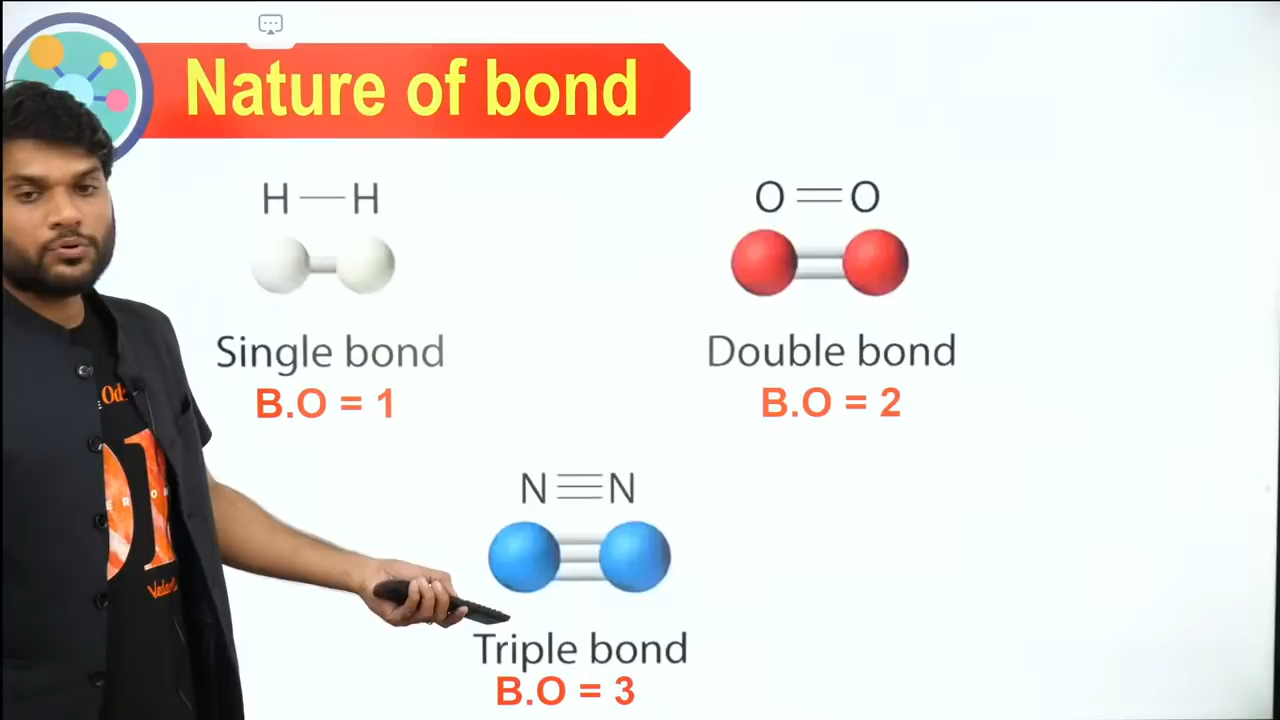 Nature of bond
H — H
O = O
Single bond
B.O = 1
Double bond
B.O = 2
N ≡ N
Triple bond
B.O = 3